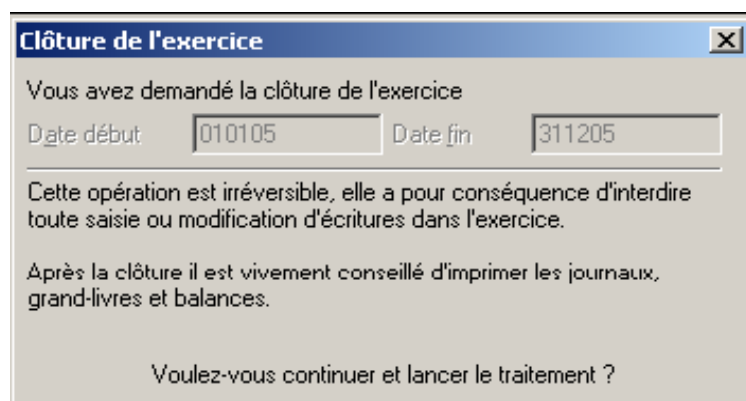 Clôture de l'exercice
Vous avez demandé la clôture de l'exercice
Date début 010105 Date fin 311205
Cette opération est irréversible, elle a pour conséquence d'interdire
toute saisie ou modification d'écritures dans l'exercice.
Après la clôture il est vivement conseillé d'imprimer les journaux,
grand-livres et balances.
Voulez-vous continuer et lancer le traitement ?